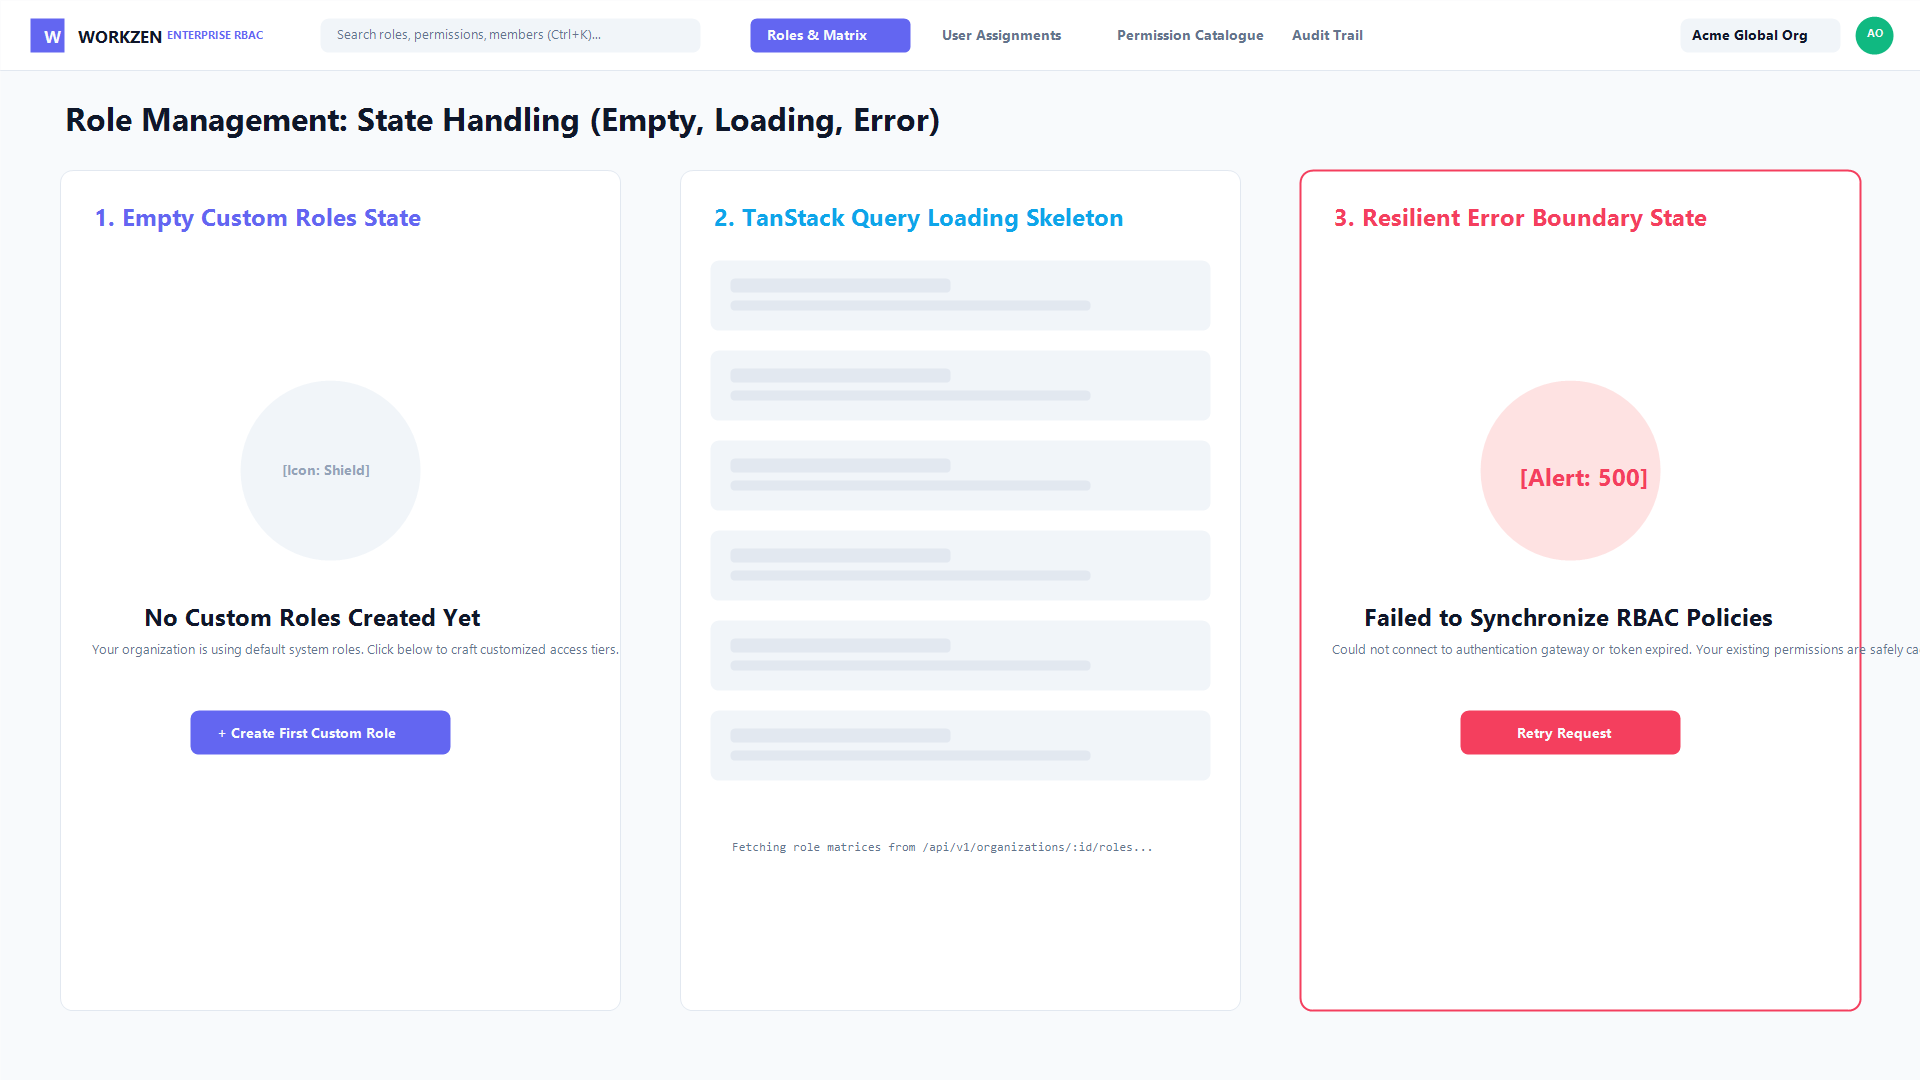 W WORKZEN ENTERPRISE RBAC Search roles, permissions, members (Ctrl+K)... Roles & Matrix User Assignments Permission Catalogue Audit Trail Acme Global Org AO
Role Management: State Handling (Empty, Loading, Error)
1. Empty Custom Roles State
[Icon: Shield]
No Custom Roles Created Yet
Your organization is using default system roles. Click below to craft customized access tiers.
+ Create First Custom Role
2. TanStack Query Loading Skeleton
Fetching role matrices from /api/v1/organizations/:id/roles...
3. Resilient Error Boundary State
[Alert: 500]
Failed to Synchronize RBAC Policies
Could not connect to authentication gateway or token expired. Your existing permissions are safely ca
Retry Request